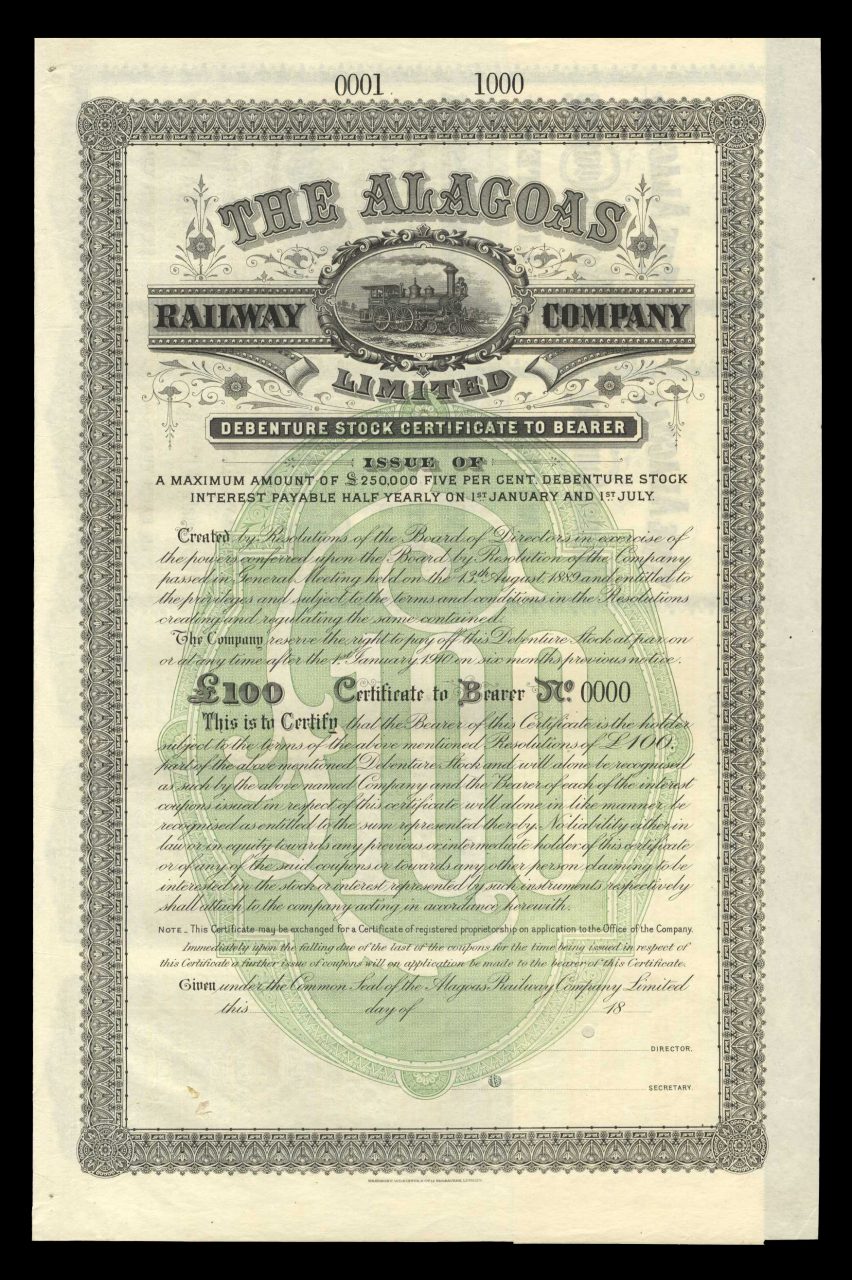 0001 1000
THE ALAGOAS
RAILWAY COMPANY
LIMITED
DEBENTURE STOCK CERTIFICATE TO BEARER
ISSUE OF
A MAXIMUM AMOUNT OF £250,000 FIVE PER CENT. DEBENTURE STOCK
INTEREST PAYABLE HALF YEARLY ON 1ST JANUARY AND 1ST JULY.
Created by Resolutions of the Board of Directors in exercise of
the powers conferred upon the Board by Resolution of the Company
passed in General Meeting held on the 13th August 1889 and entitled to
the privileges and subject to the terms and conditions in the Resolutions
creating and regulating the same contained.
The Company reserve the right to pay off this Debenture Stock at par on
or at any time after the 1st January 1910 on six months previous notice.
£100 Certificate to Bearer No. 0000
This is to Certify that the Bearer of this Certificate is the holder
subject to the terms of the above mentioned Resolutions of £100.
part of the above mentioned Debenture Stock and will alone be recognised
as such by the above named Company and the Bearer of each of the interest
coupons issued in respect of this certificate will alone in like manner be
recognised as entitled to the sum represented thereby. No liability either in
law or in equity towards any previous or intermediate holder of this certificate
or of any of the said coupons or towards any other person claiming to be
interested in the stock or interest represented by such instruments respectively
shall attach to the company acting in accordance herewith.
NOTE_This Certificate may be exchanged for a Certificate of registered proprietorship on application to the Office of the Company.
Immediately upon the falling due of the last of the coupons for the time being issued in respect of
this Certificate a further issue of coupons will on application be made to the bearer of this Certificate.
Given under the Common Seal of the Alagoas Railway Company Limited
this day of 18
DIRECTOR.
SECRETARY.
£100